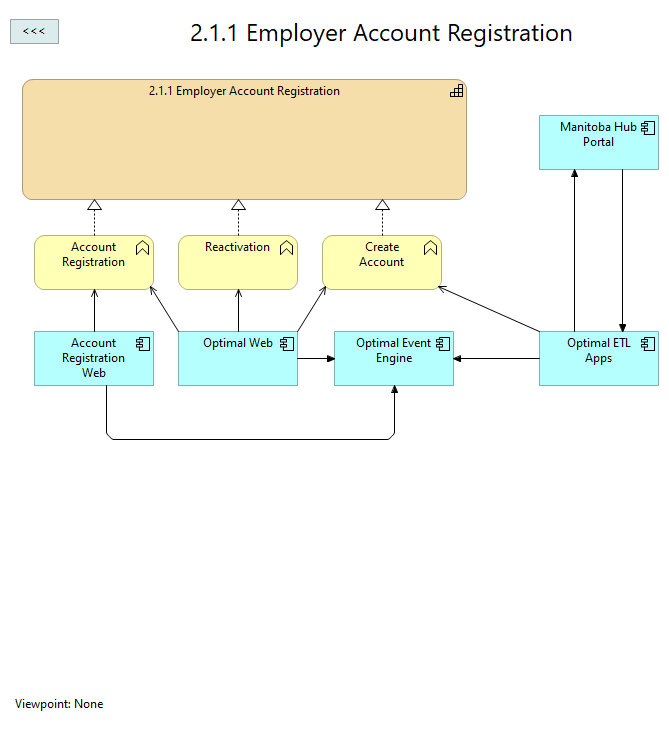 <<<
2.1.1 Employer Account Registration
2.1.1 Employer Account Registration
Manitoba Hub
Portal
Account
Registration
Reactivation
Create
Account
Account
Registration
Web
Optimal Web
Optimal Event
Engine
Optimal ETL
Apps
Viewpoint: None